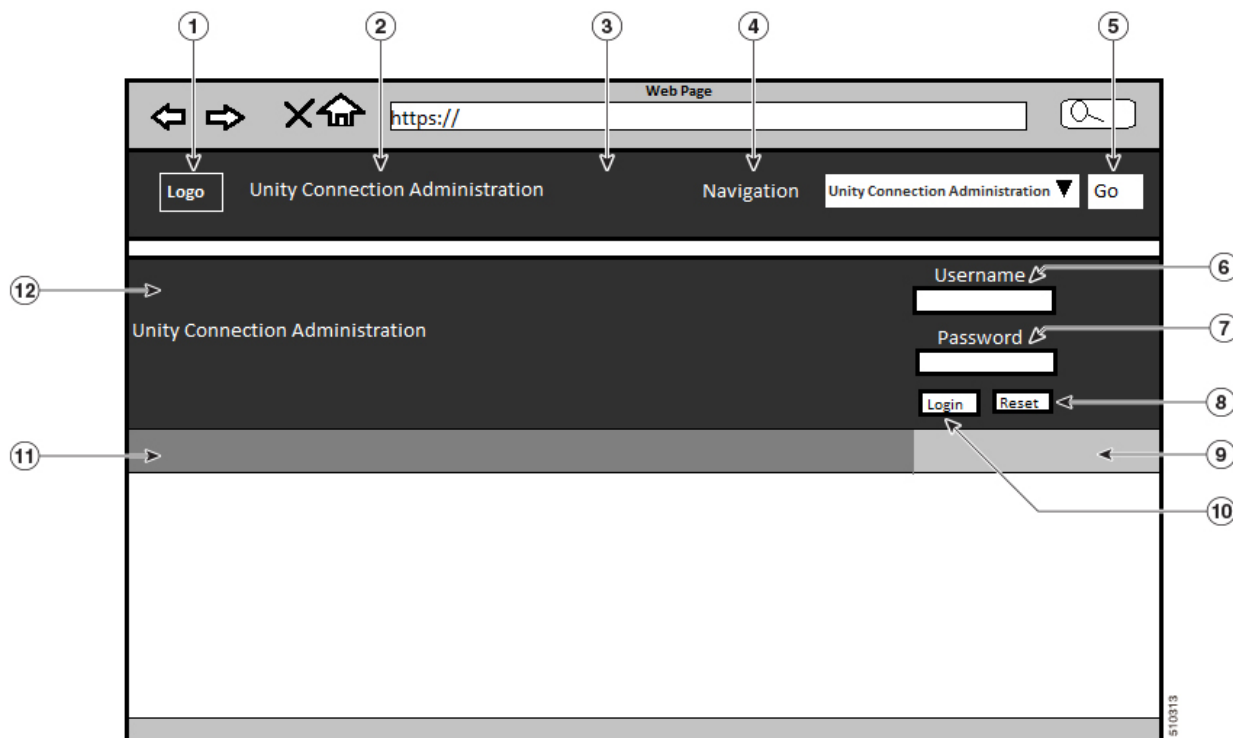 1 2 3 4 5
Web Page
https://
Logo Unity Connection Administration Navigation Unity Connection Administration Go
6
Username
12
7
Unity Connection Administration
Password
8
Login Reset
11
9
10
510313